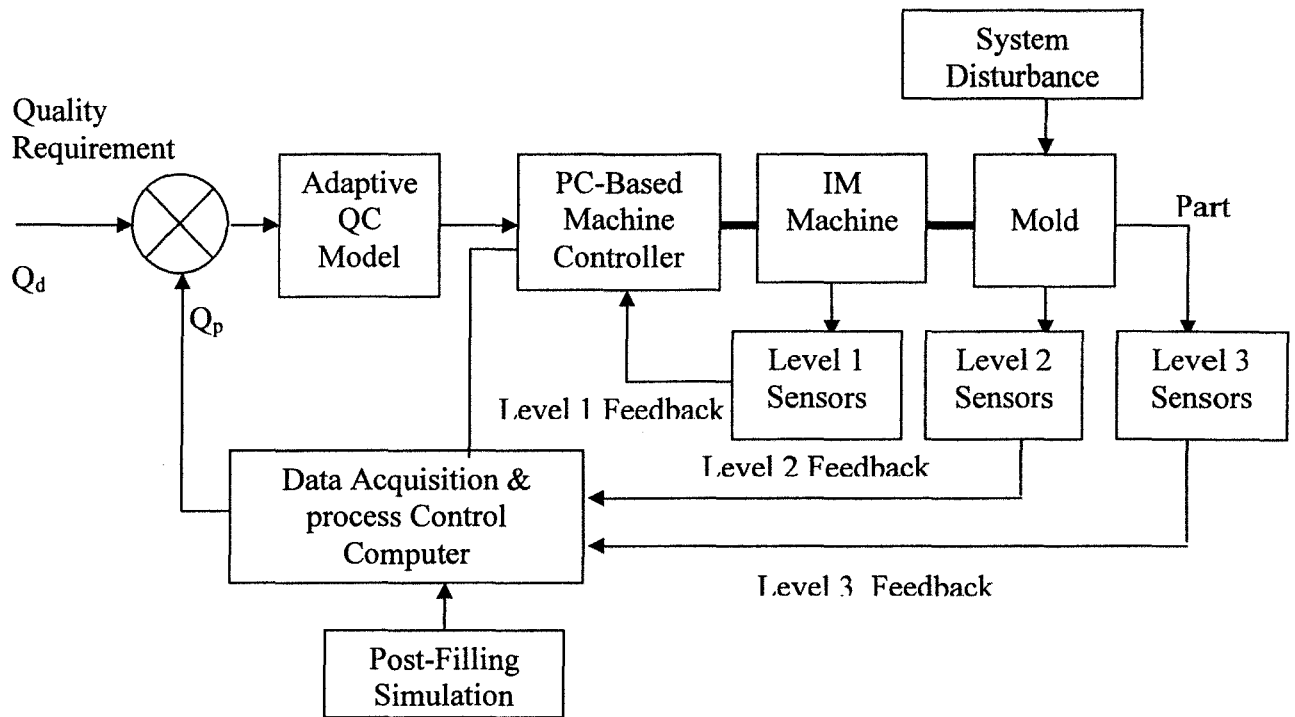 System
Disturbance
Quality
Requirement
Adaptive
QC
Model
PC-Based
Machine
Controller
IM
Machine
Mold
Part
Qd
Qp
Level 1
Sensors
Level 2
Sensors
Level 3
Sensors
Level 1 Feedback
Level 2 Feedback
Data Acquisition &
process Control
Computer
Level 3 Feedback
Post-Filling
Simulation